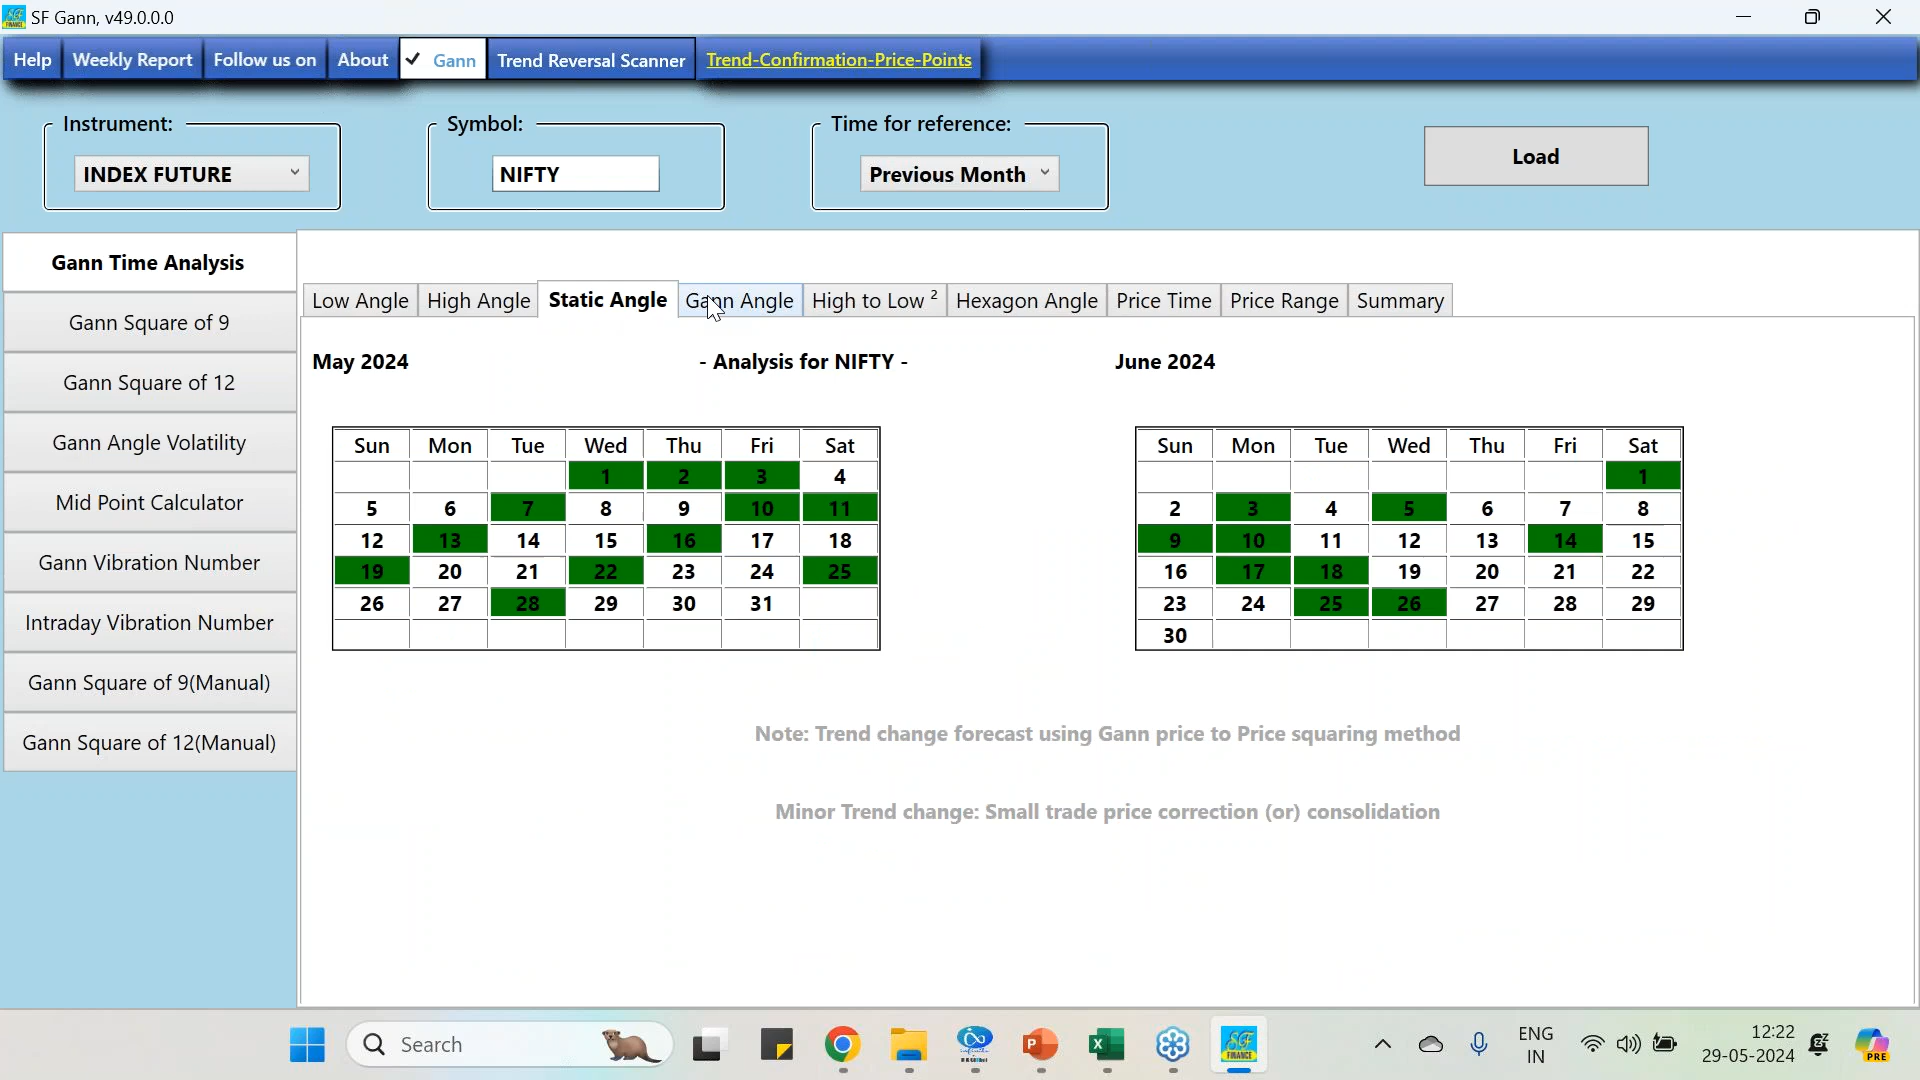 SF Gann, v49.0.0.0
Help Weekly Report Follow us on About ✓ Gann Trend Reversal Scanner Trend-Confirmation-Price-Points
Instrument: Symbol: Time for reference:
INDEX FUTURE NIFTY Previous Month Load
Gann Time Analysis
Gann Square of 9
Gann Square of 12
Gann Angle Volatility
Mid Point Calculator
Gann Vibration Number
Intraday Vibration Number
Gann Square of 9(Manual)
Gann Square of 12(Manual)
Low Angle High Angle Static Angle Gann Angle High to Low ² Hexagon Angle Price Time Price Range Summary
May 2024 - Analysis for NIFTY - June 2024
Sun Mon Tue Wed Thu Fri Sat
1 2 3 4
5 6 7 8 9 10 11
12 13 14 15 16 17 18
19 20 21 22 23 24 25
26 27 28 29 30 31
Sun Mon Tue Wed Thu Fri Sat
1
2 3 4 5 6 7 8
9 10 11 12 13 14 15
16 17 18 19 20 21 22
23 24 25 26 27 28 29
30
Note: Trend change forecast using Gann price to Price squaring method
Minor Trend change: Small trade price correction (or) consolidation
Search
ENG
IN
12:22
29-05-2024
PRE